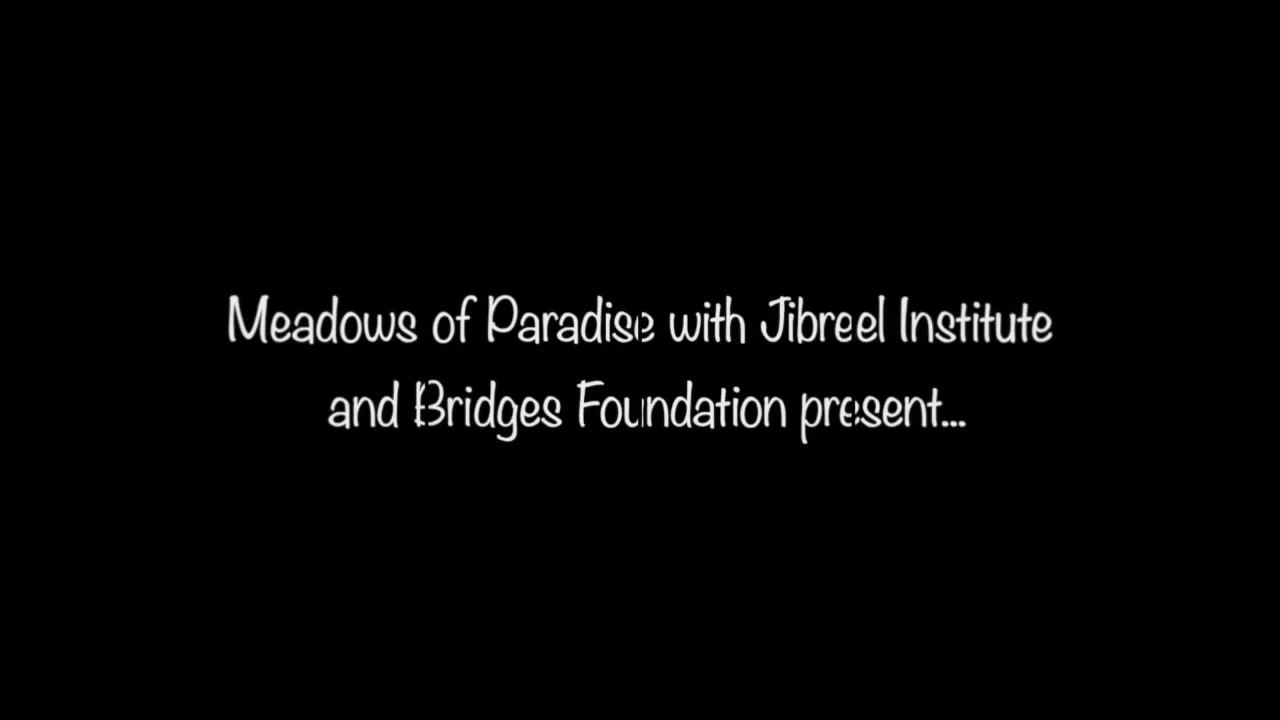 Meadows of Paradise with Jibreel Institute
and Bridges Foundation present...